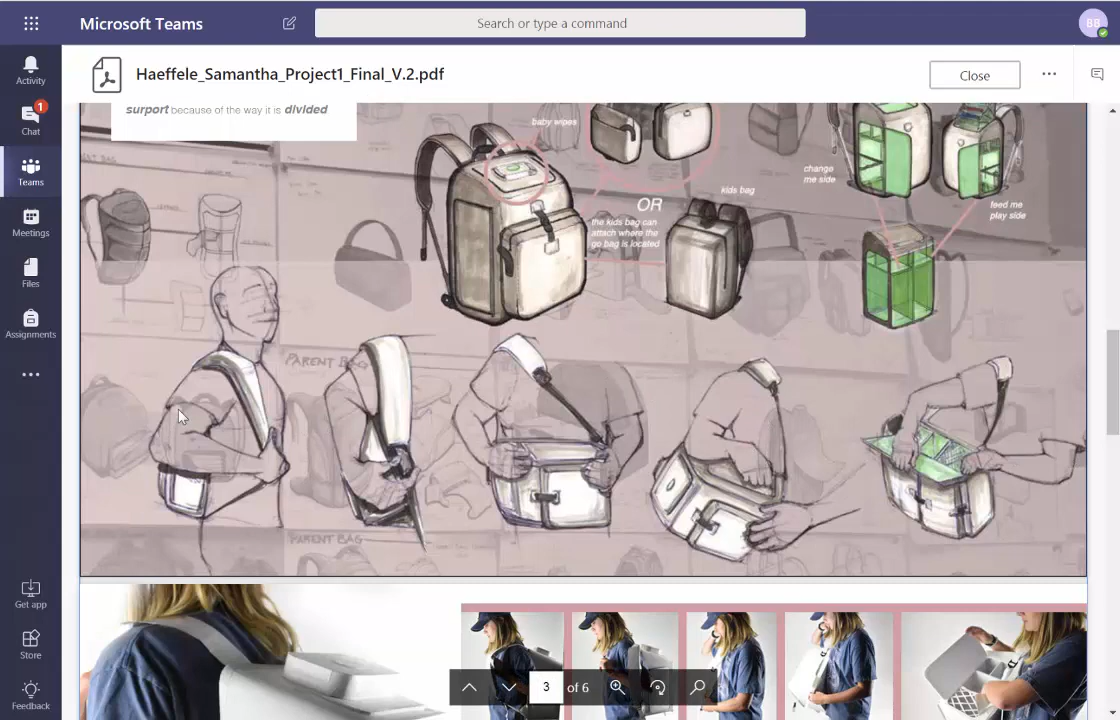 Microsoft Teams
Search or type a command
BB
Activity
1
Chat
Teams
Meetings
Files
Assignments
Get app
Store
Feedback
Haeffele_Samantha_Project1_Final_V.2.pdf
Close
surport because of the way it is divided
baby wipes
OR
the kids bag can
attach where the
go bag is located
kids bag
change
me side
feed me
play side
PARENT BAG
PARENT BAG
3 of 6